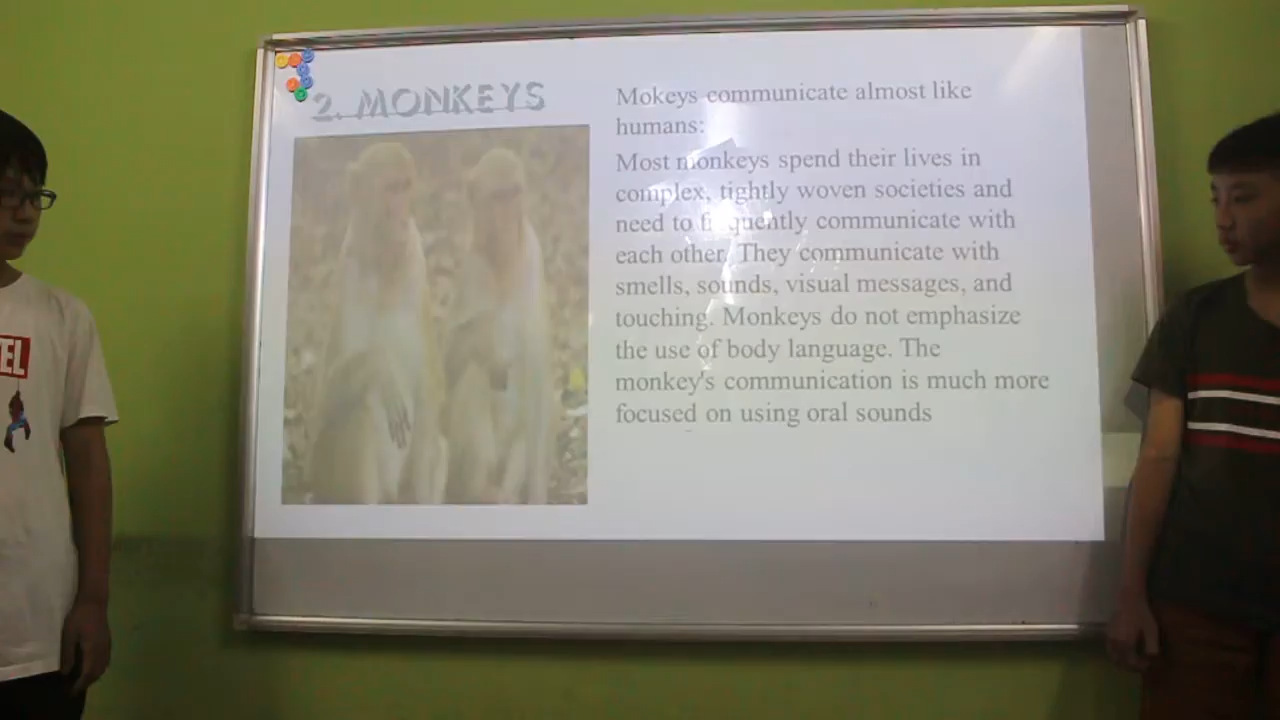 2. MONKEYS
Mokeys communicate almost like
humans:
Most monkeys spend their lives in
complex, tightly woven societies and
need to frequently communicate with
each other. They communicate with
smells, sounds, visual messages, and
touching. Monkeys do not emphasize
the use of body language. The
monkey's communication is much more
focused on using oral sounds
EL